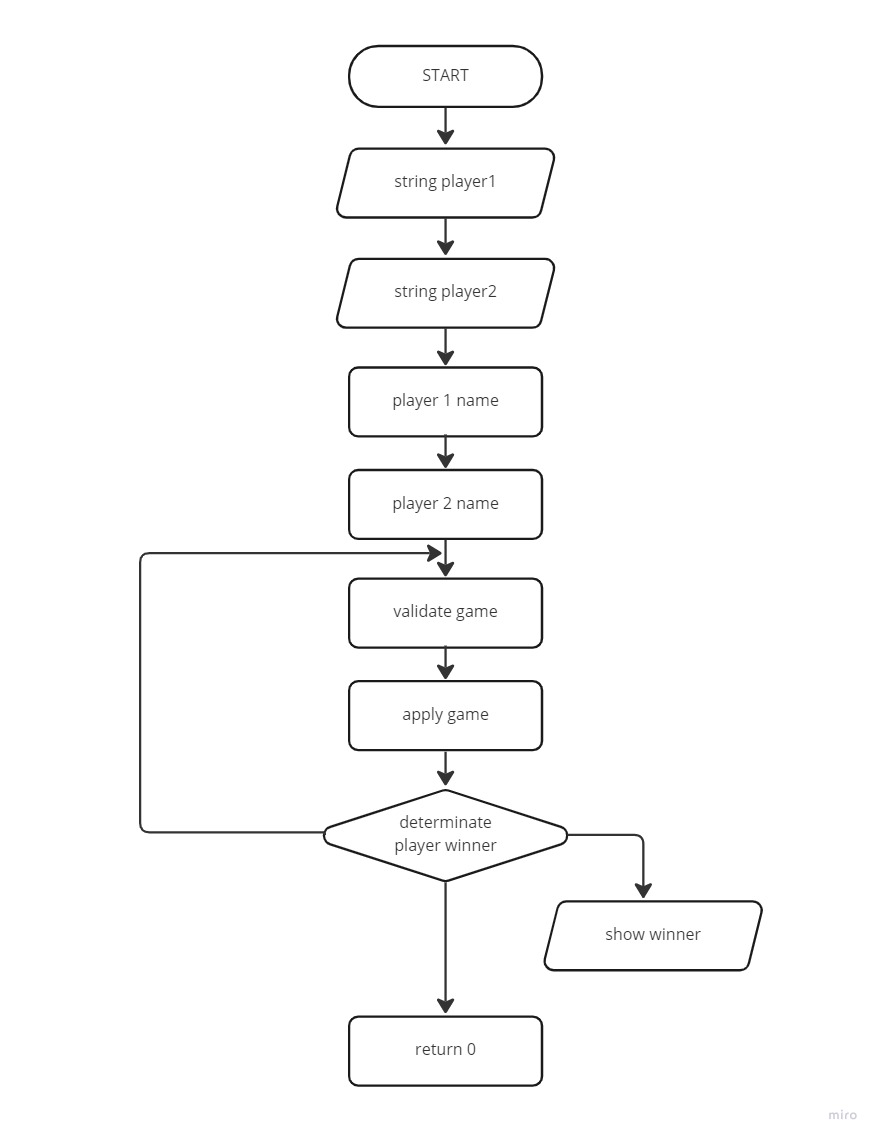 START
string player1
string player2
player 1 name
player 2 name
validate game
apply game
determinate
player winner
show winner
return 0
miro